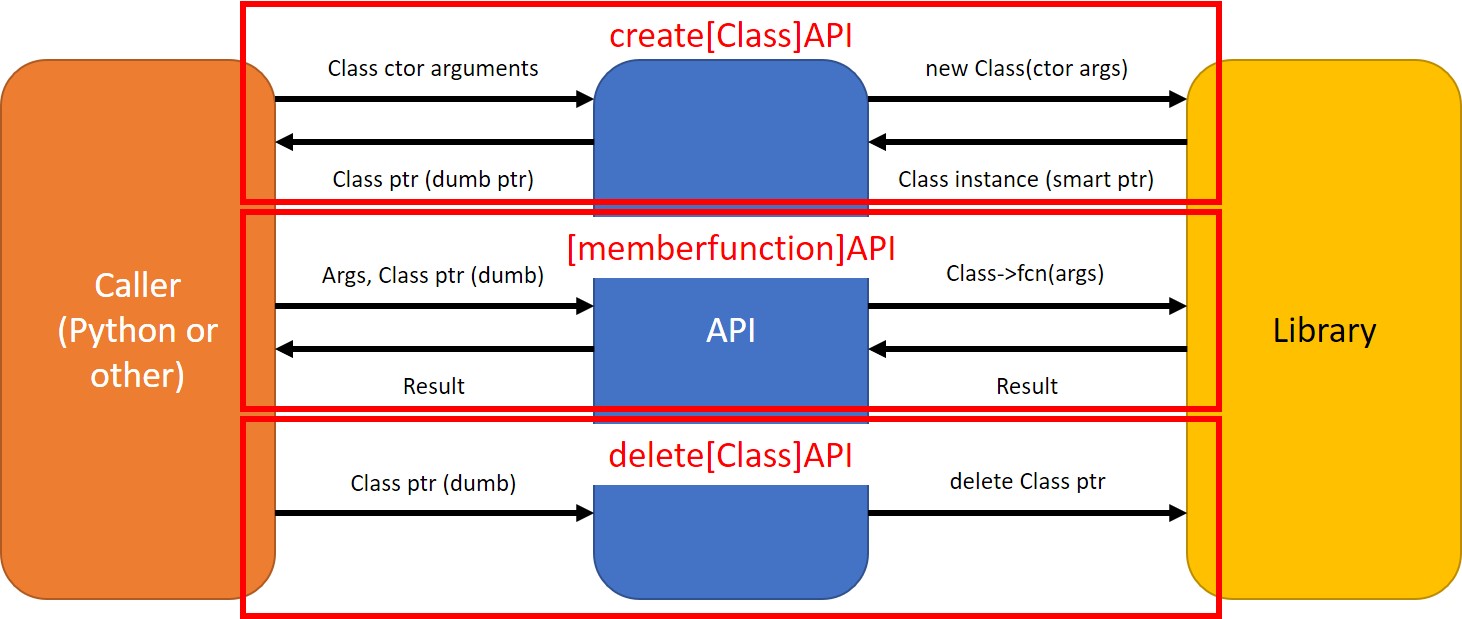 create[Class]API
Class ctor arguments
new Class(ctor args)
Class ptr (dumb ptr)
Class instance (smart ptr)
[memberfunction]API
Args, Class ptr (dumb)
Class->fcn(args)
Caller
(Python or
other)
API
Library
Result
Result
delete[Class]API
Class ptr (dumb)
delete Class ptr